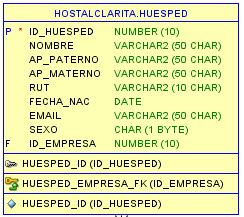 HOSTALCLARITA.HUESPED
P * ID_HUESPED NUMBER (10)
NOMBRE VARCHAR2 (50 CHAR)
AP_PATERNO VARCHAR2 (50 CHAR)
AP_MATERNO VARCHAR2 (50 CHAR)
RUT VARCHAR2 (10 CHAR)
FECHA_NAC DATE
EMAIL VARCHAR2 (50 CHAR)
SEXO CHAR (1 BYTE)
F ID_EMPRESA NUMBER (10)
HUESPED_ID (ID_HUESPED)
HUESPED_EMPRESA_FK (ID_EMPRESA)
HUESPED_ID (ID_HUESPED)